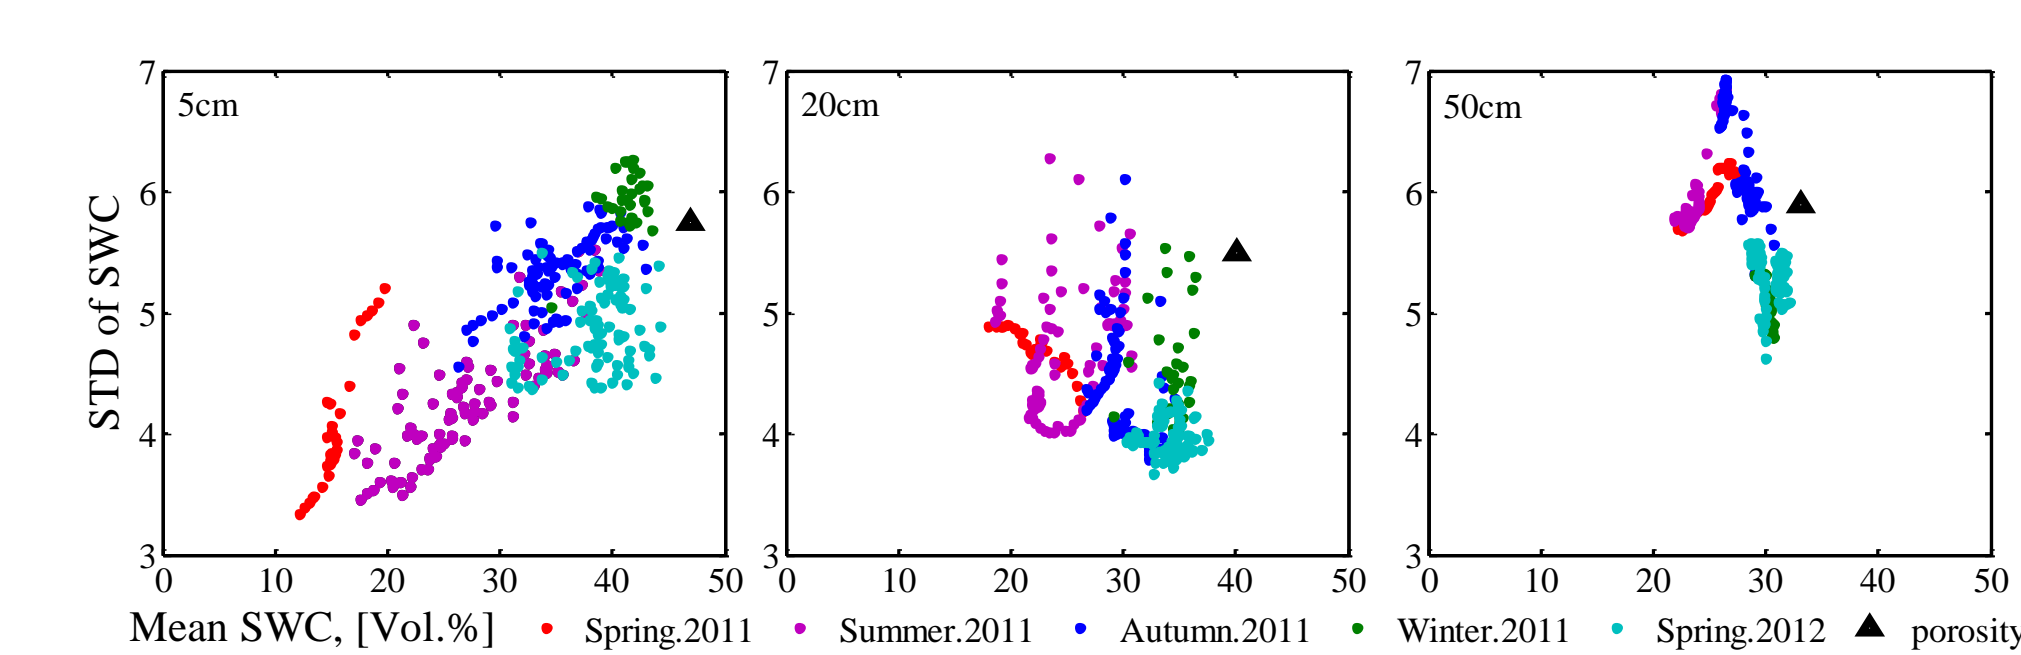 7 7 7
5cm 20cm 50cm
6 6 6
STD of SWC
5 5 5
4 4 4
3 3 3
0 10 20 30 40 50 0 10 20 30 40 50 0 10 20 30 40 50
Mean SWC, [Vol.%] Spring.2011 Summer.2011 Autumn.2011 Winter.2011 Spring.2012 porosity